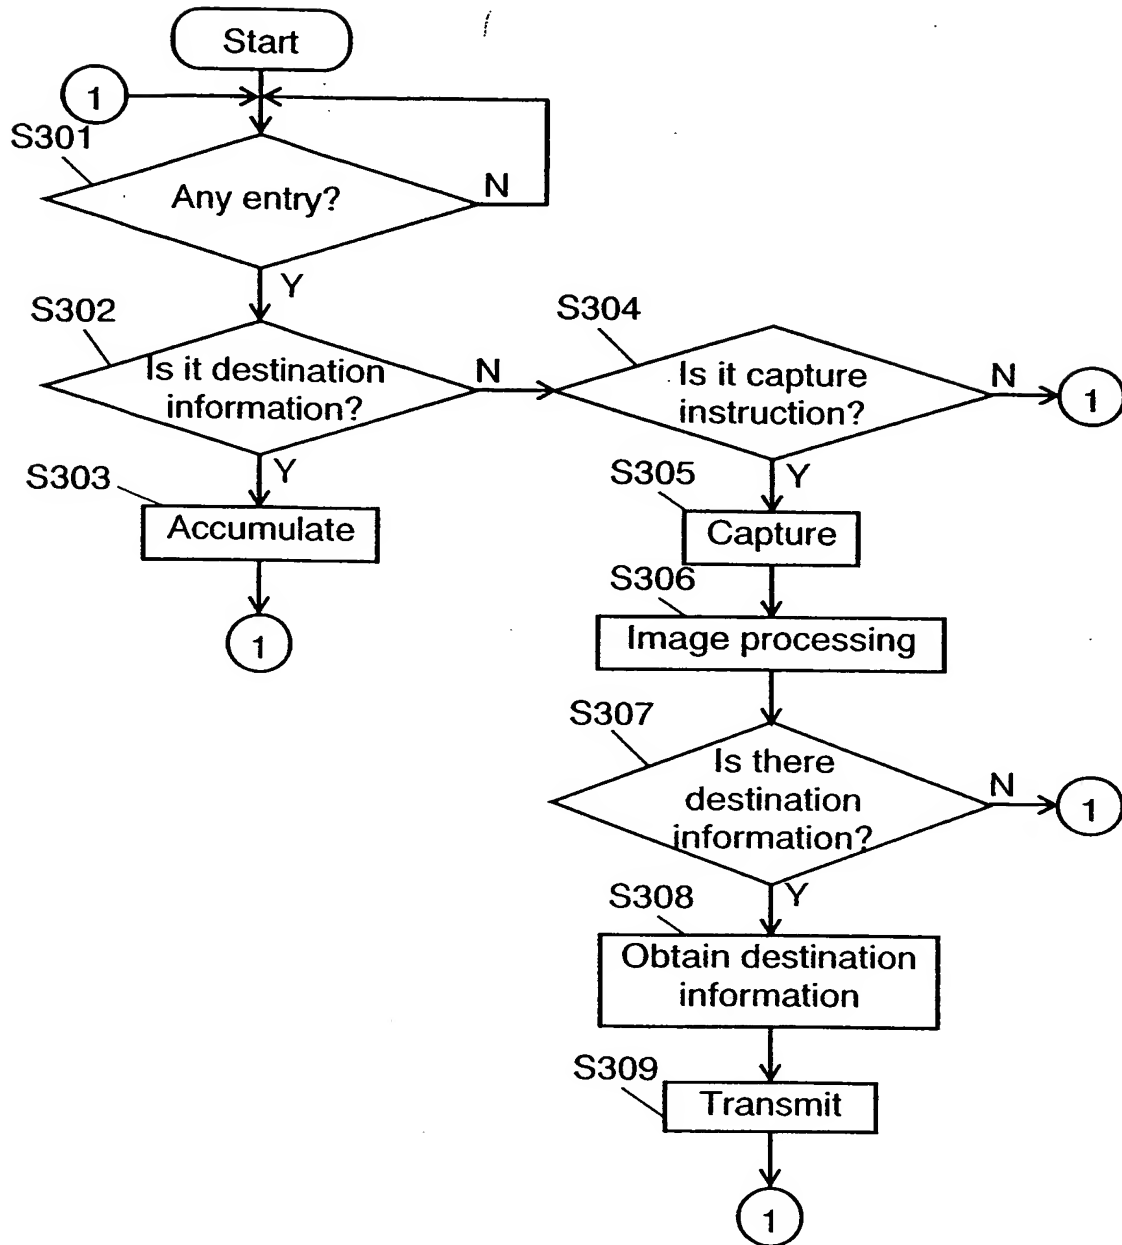 Start
1
S301
Any entry?
N
Y
S302
Is it destination
information?
N
Y
S303
Accumulate
1
S304
Is it capture
instruction?
N
1
Y
S305
Capture
S306
Image processing
S307
Is there
destination
information?
N
1
Y
S308
Obtain destination
information
S309
Transmit
1